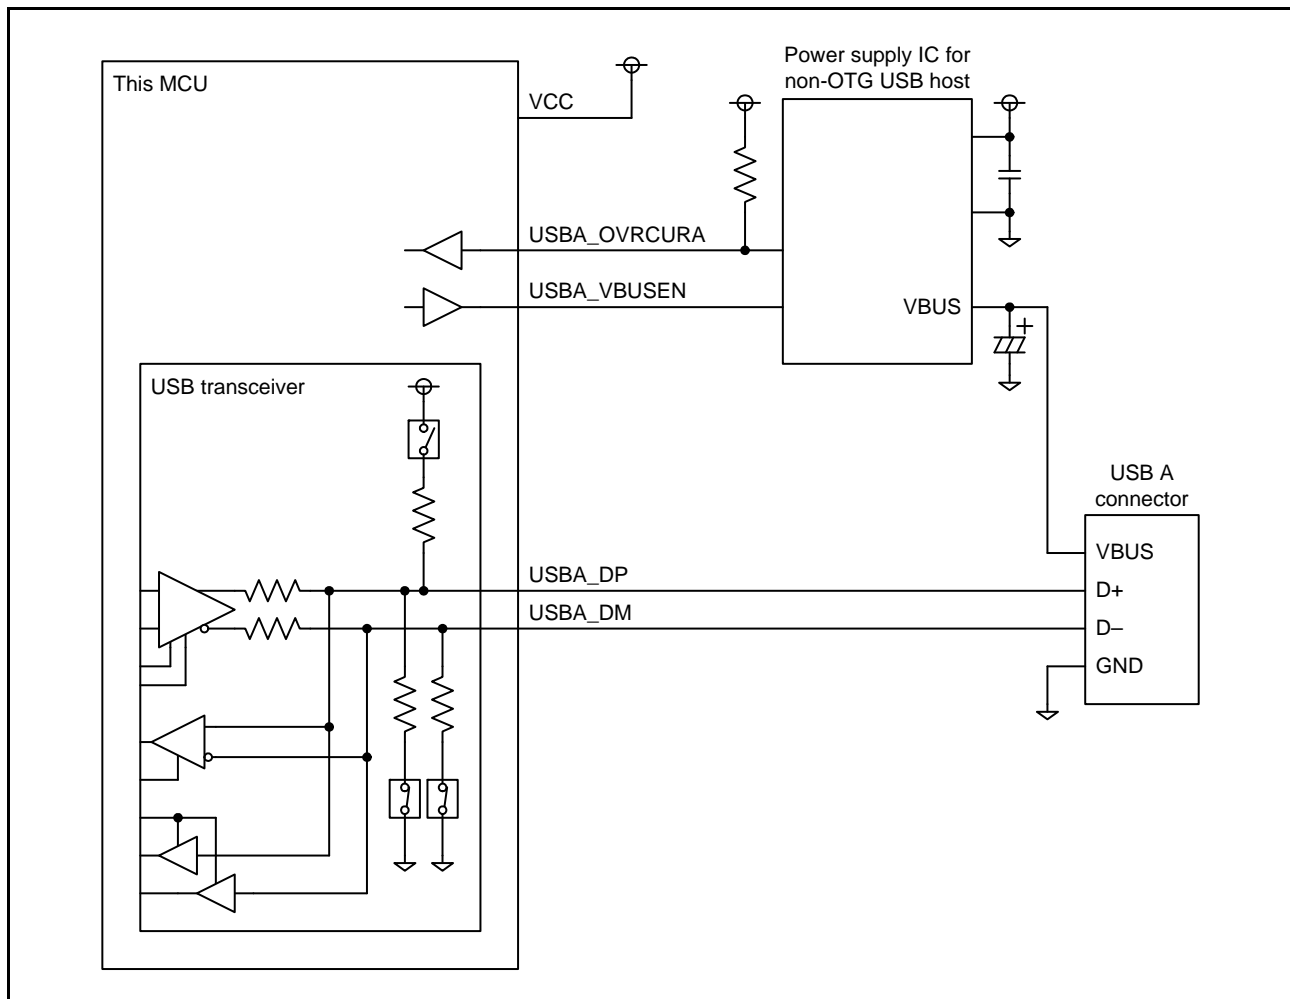 This MCU
VCC
Power supply IC for
non-OTG USB host
USBA_OVRCURA
USBA_VBUSEN
VBUS
+
USB transceiver
USB A
connector
USBA_DP
USBA_DM
VBUS
D+
D–
GND